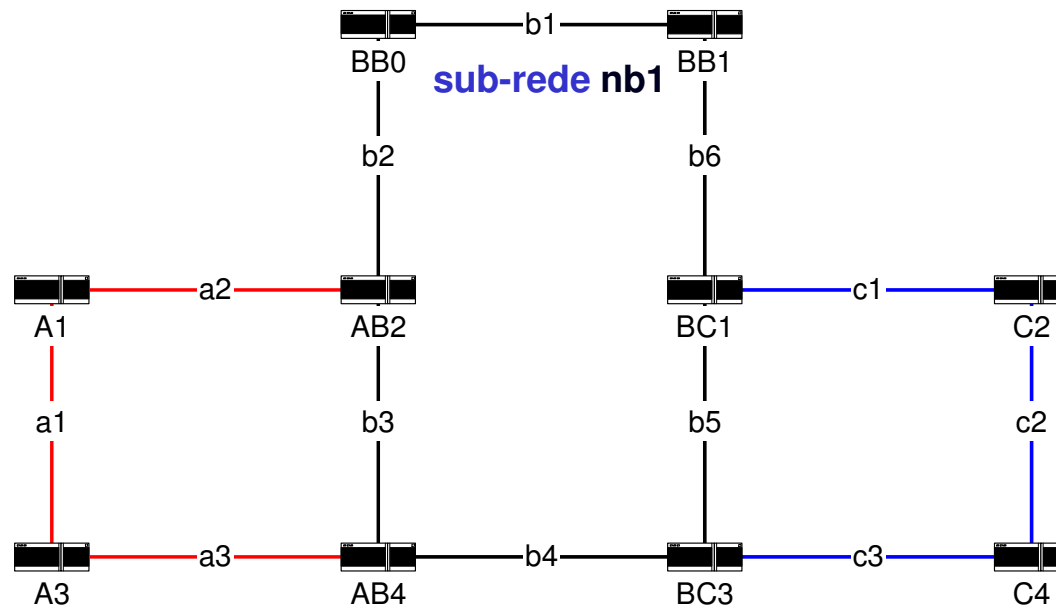 b1
BB0
BB1
sub-rede nb1
b2
b6
a2
c1
A1
AB2
BC1
C2
a1
b3
b5
c2
a3
b4
c3
A3
AB4
BC3
C4